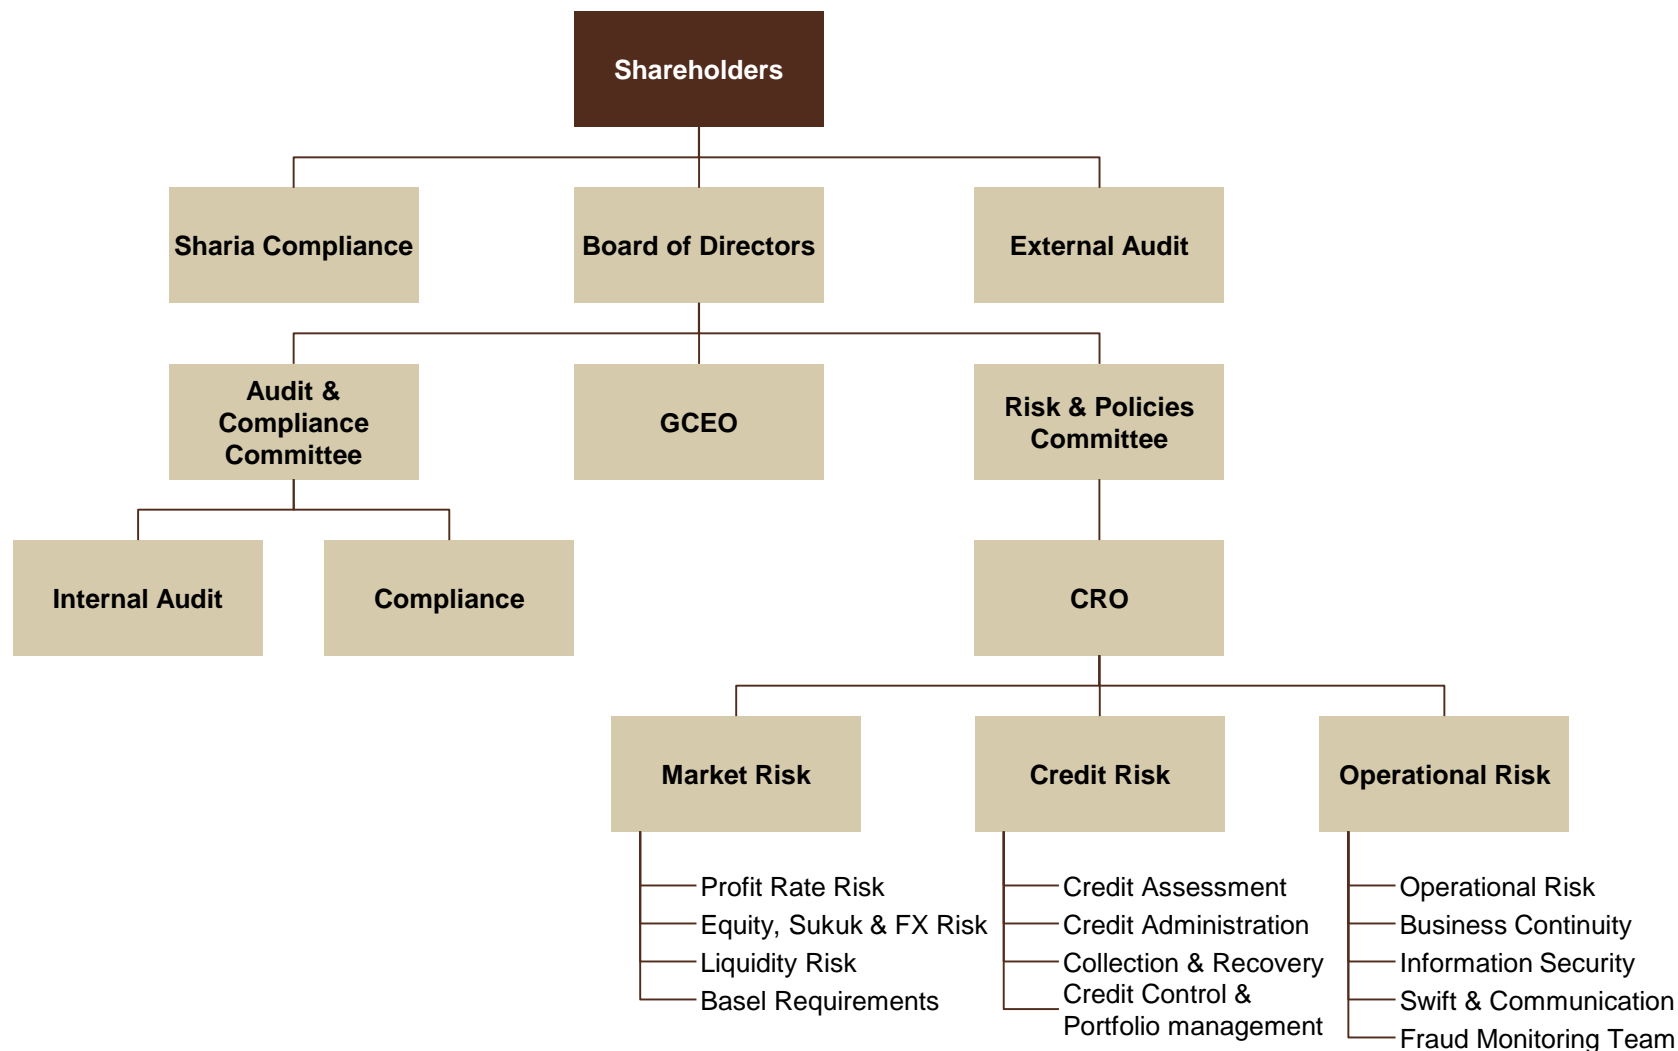 Shareholders
Sharia Compliance
Board of Directors
External Audit
Audit &
Compliance
Committee
GCEO
Risk & Policies
Committee
Internal Audit
Compliance
CRO
Market Risk
Credit Risk
Operational Risk
Profit Rate Risk
Equity, Sukuk & FX Risk
Liquidity Risk
Basel Requirements
Credit Assessment
Credit Administration
Collection & Recovery
Credit Control &
Portfolio management
Operational Risk
Business Continuity
Information Security
Swift & Communication
Fraud Monitoring Team